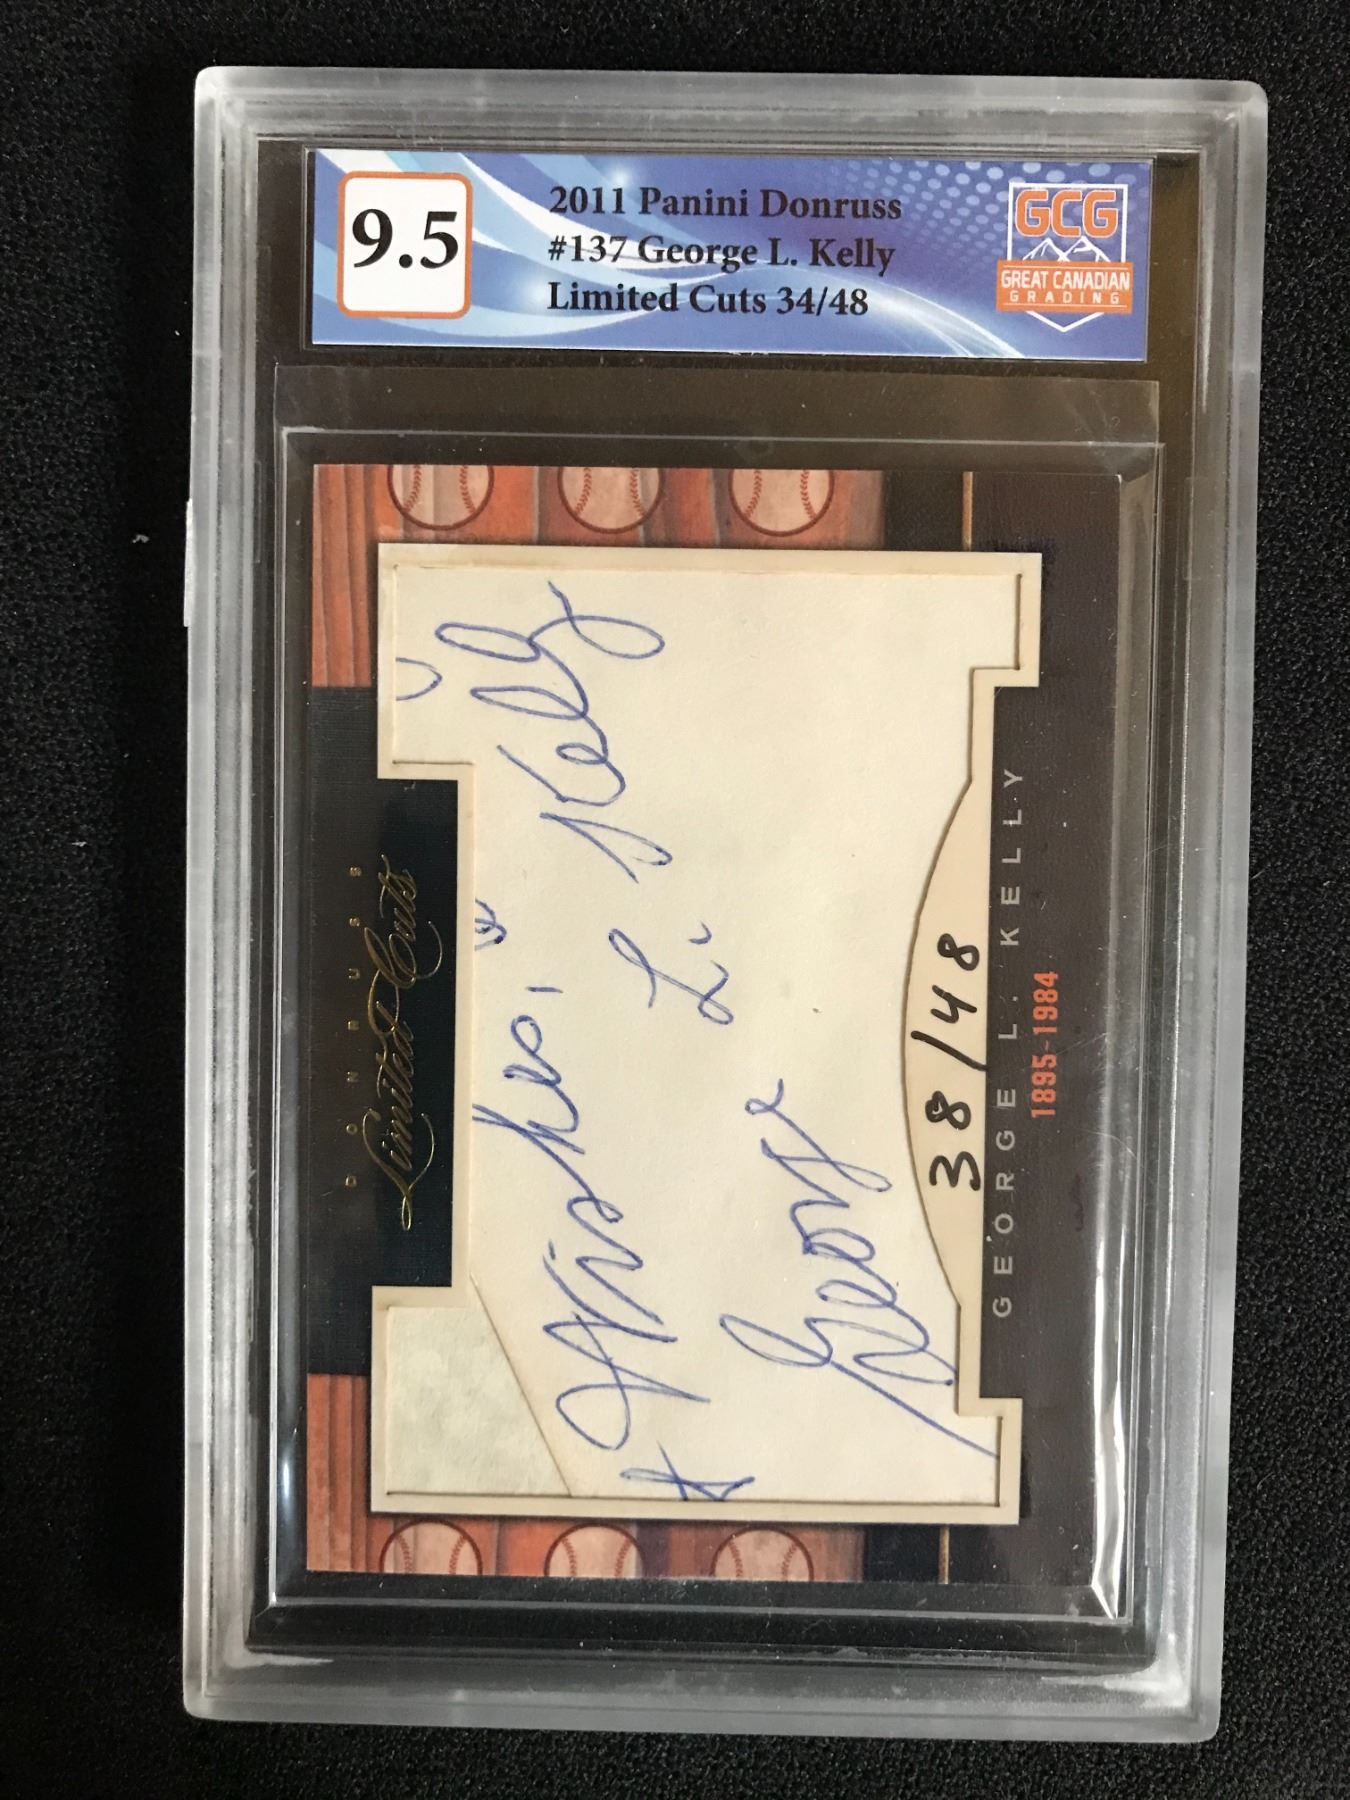 9.5
2011 Panini Donruss
#137 George L. Kelly
Limited Cuts 34/48
GCG
GREAT CANADIAN
GRADING
DONRUSS
Limited Cuts
Wishes,
George L. Kelly
38/48
GEORGE L. KELLY
1895-1984